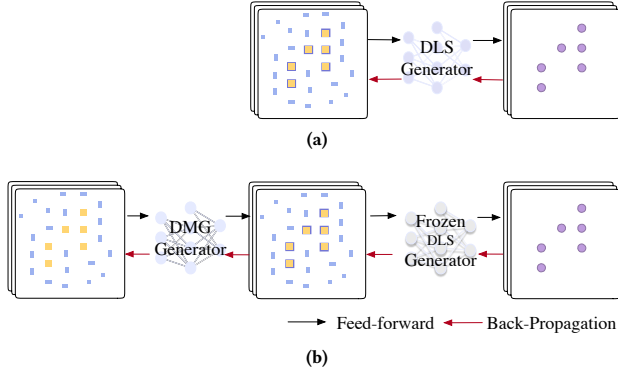 DLS
Generator
(a)
DMG
Generator
Frozen
DLS
Generator
Feed-forward
Back-Propagation
(b)